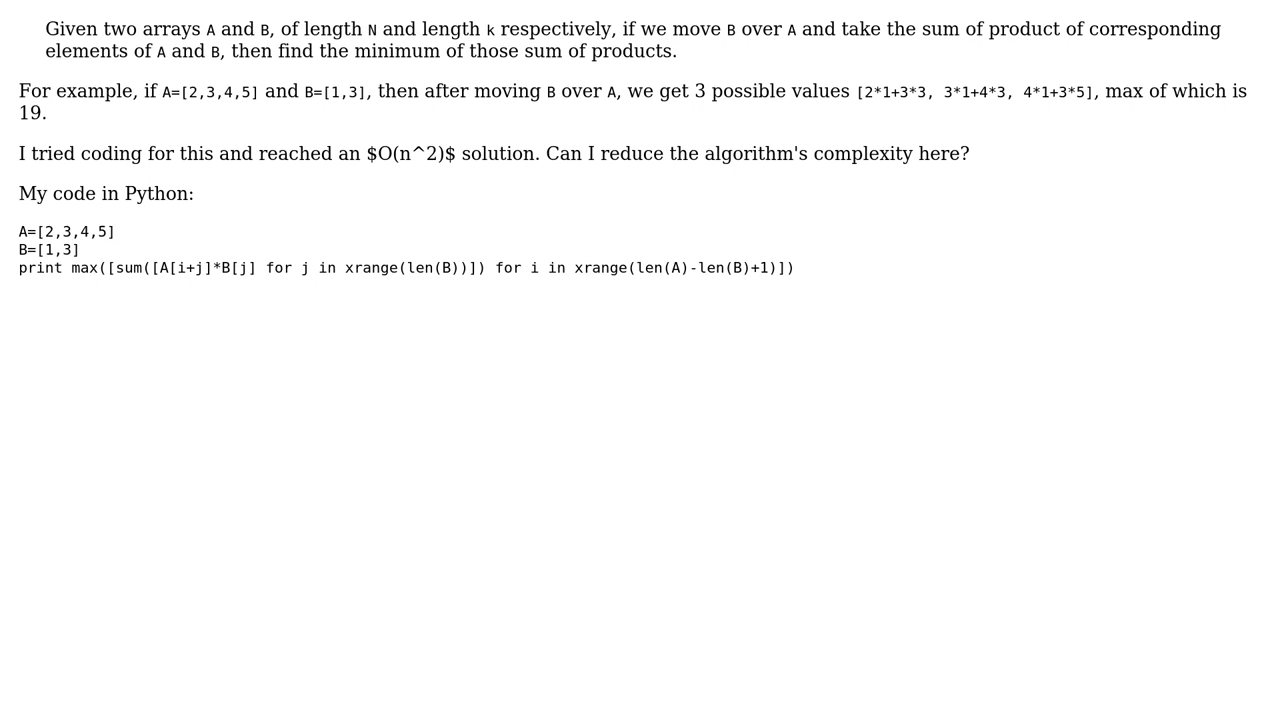 Given two arrays A and B, of length N and length k respectively, if we move B over A and take the sum of product of corresponding
elements of A and B, then find the minimum of those sum of products.
For example, if A=[2,3,4,5] and B=[1,3], then after moving B over A, we get 3 possible values [2*1+3*3, 3*1+4*3, 4*1+3*5], max of which is
19.
I tried coding for this and reached an $O(n^2)$ solution. Can I reduce the algorithm's complexity here?
My code in Python:
A=[2,3,4,5]
B=[1,3]
print max([sum([A[i+j]*B[j] for j in xrange(len(B))]) for i in xrange(len(A)-len(B)+1)])